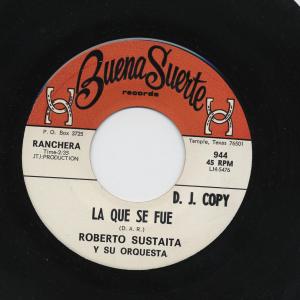 Buena Suerte
records
P. O. Box 3725
Temple, Texas 76501
RANCHERA
Time-2:35
JTJ:PRODUCTION
944
45 RPM
LH-5476
D. J. COPY
LA QUE SE FUE
(D. A. R.)
ROBERTO SUSTAITA
Y SU ORQUESTA